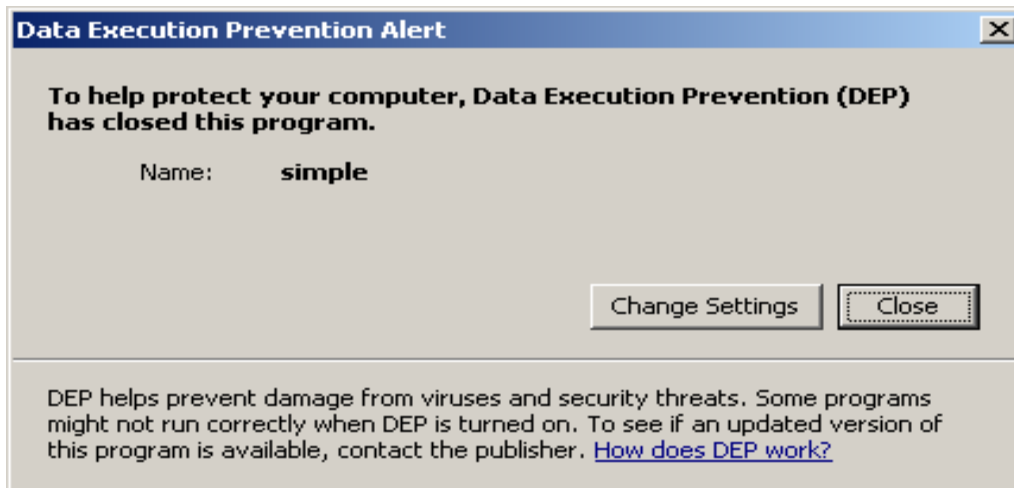 Data Execution Prevention Alert
To help protect your computer, Data Execution Prevention (DEP)
has closed this program.
Name: simple
Change Settings Close
DEP helps prevent damage from viruses and security threats. Some programs
might not run correctly when DEP is turned on. To see if an updated version of
this program is available, contact the publisher. How does DEP work?